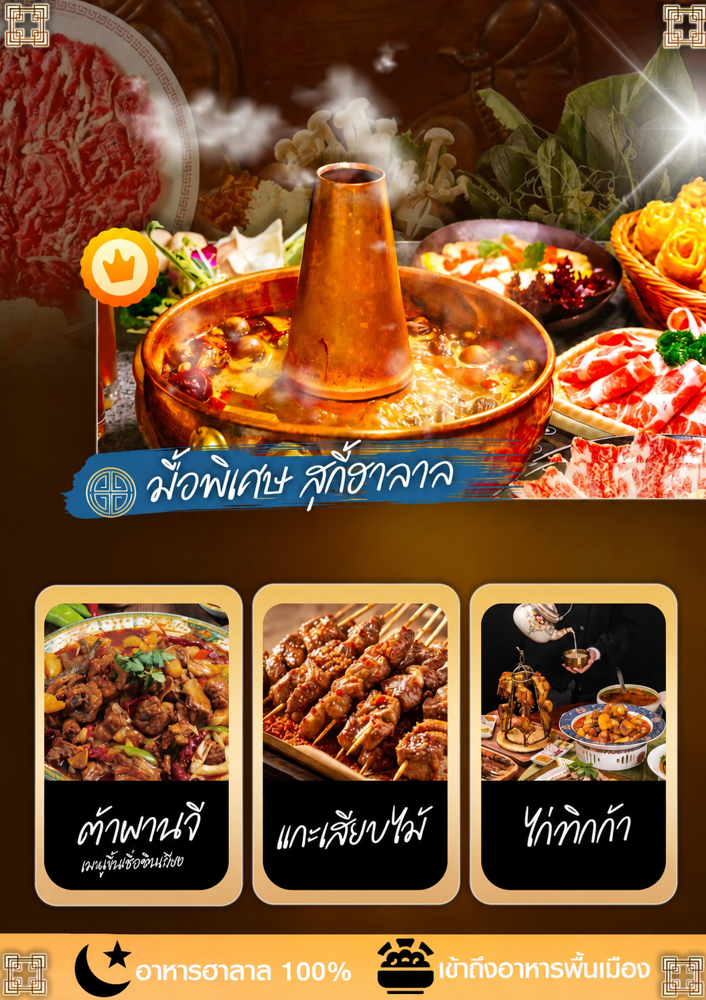 มื้อพิเศษ สุกี้ฮาลาล
ต้าผานจี
เมนูขึ้นชื่อซินเกียง
แกะเสียบไม้
ไก่ทิกก้า
อาหารฮาลาล 100%
เข้าถึงอาหารพื้นเมือง